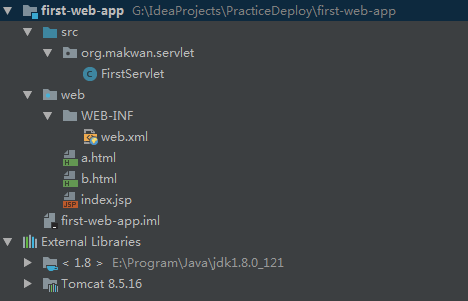 first-web-app G:\IdeaProjects\PracticeDeploy\first-web-app
src
org.makwan.servlet
FirstServlet
web
WEB-INF
web.xml
a.html
b.html
index.jsp
first-web-app.iml
External Libraries
< 1.8 > E:\Program\Java\jdk1.8.0_121
Tomcat 8.5.16